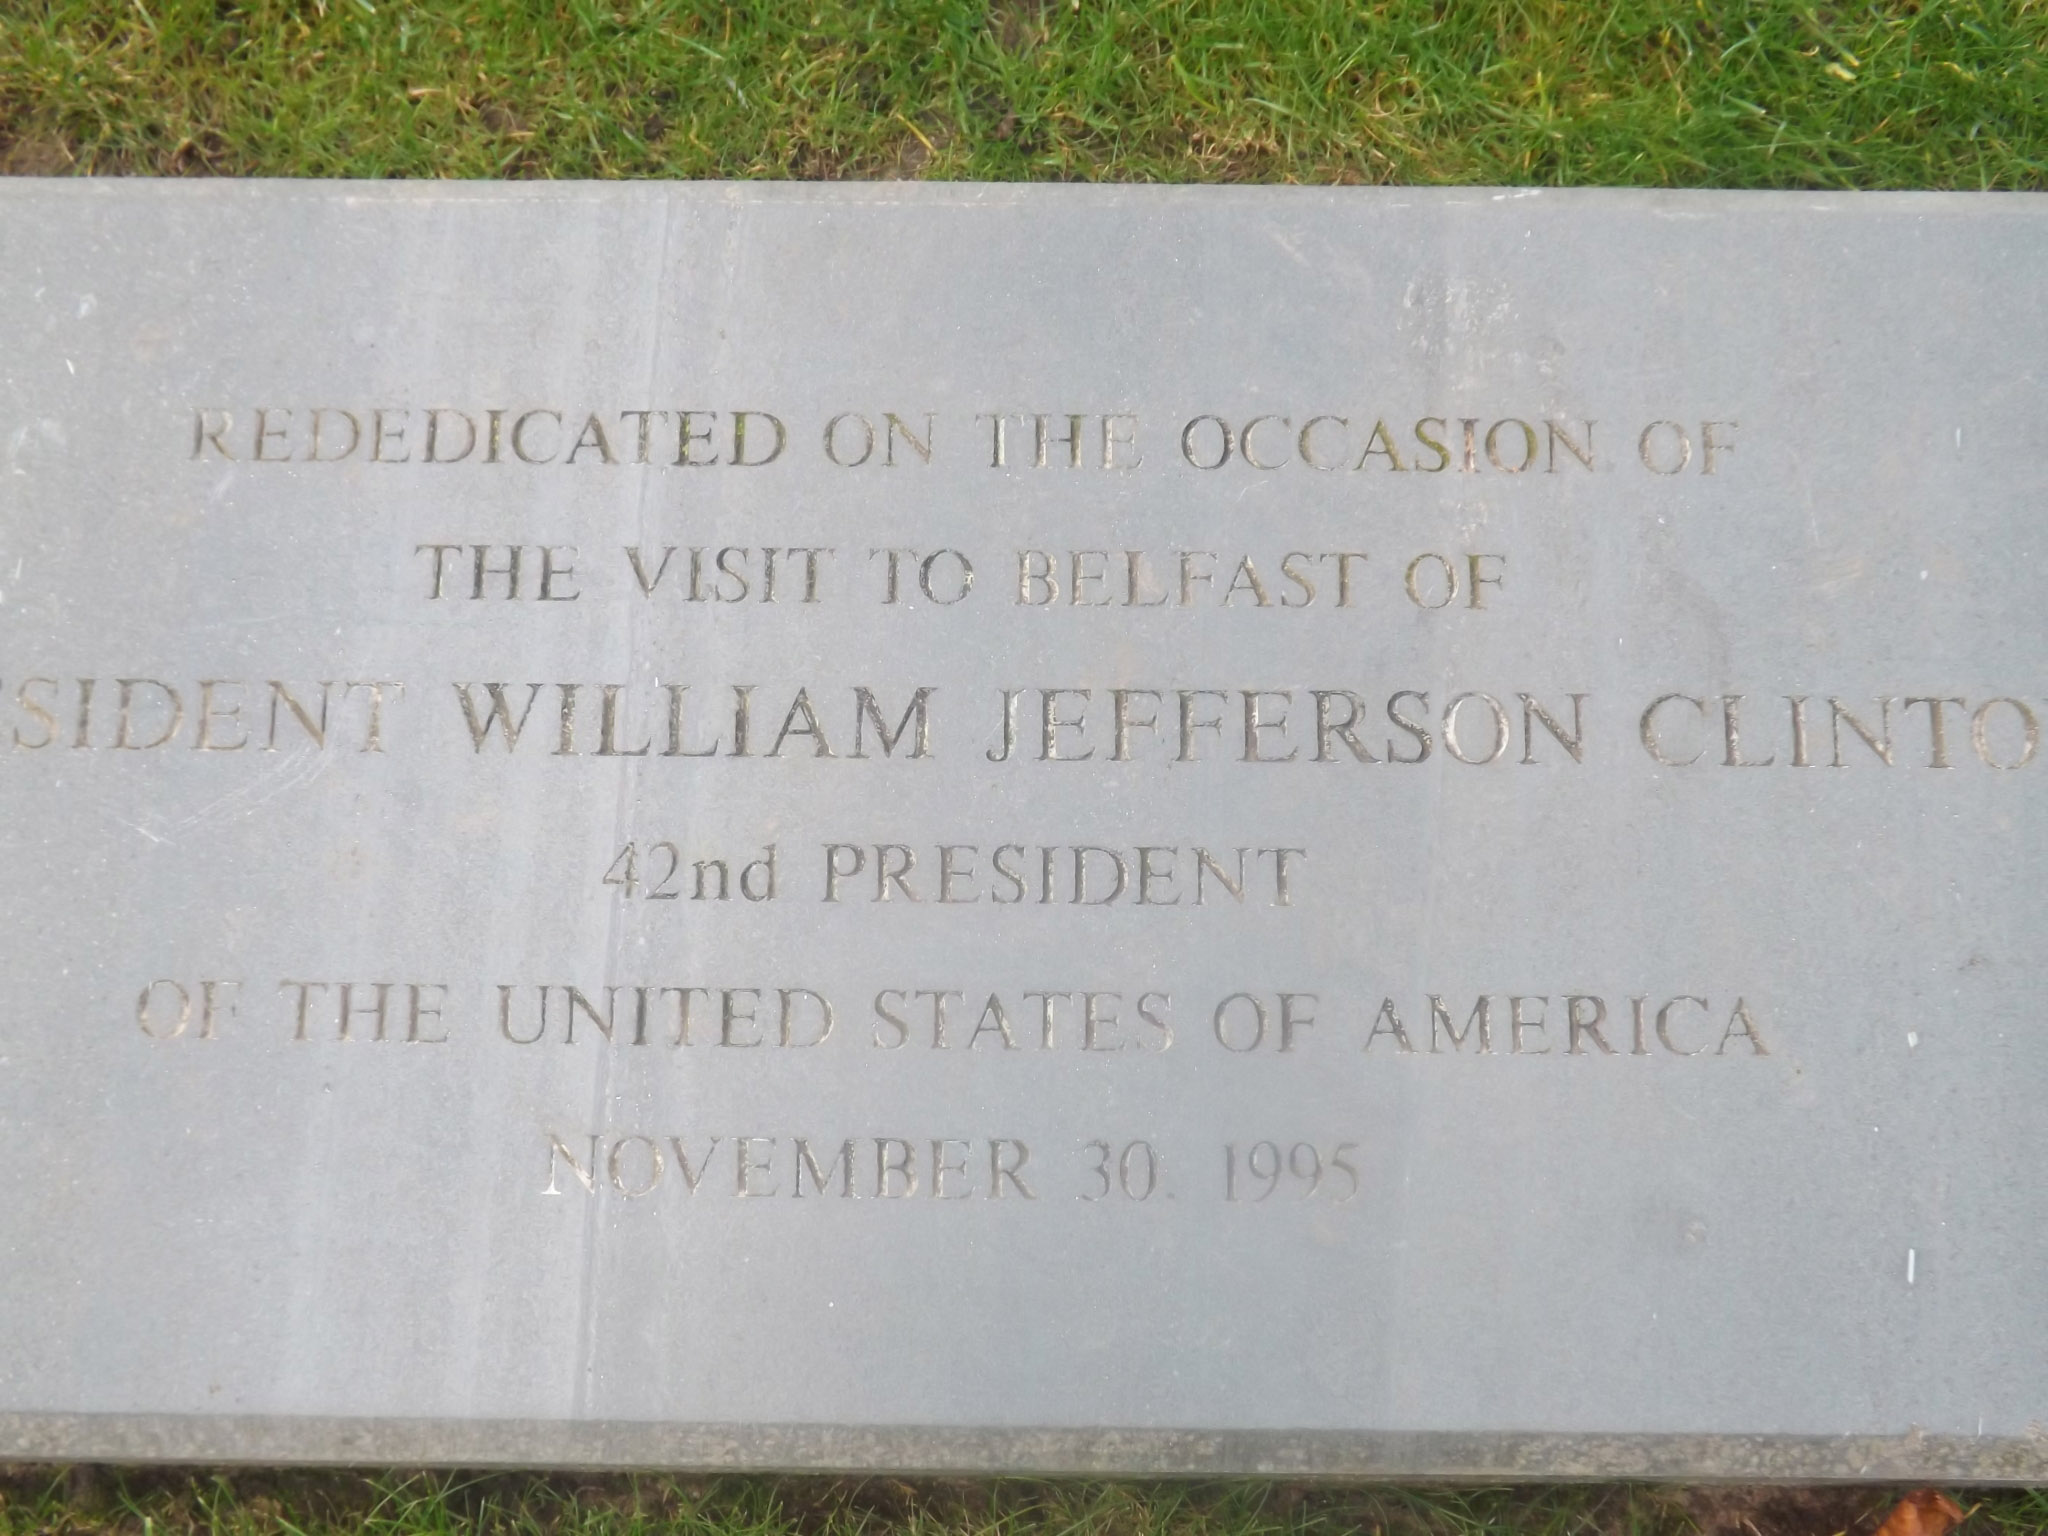 REDEDICATED ON THE OCCASION OF
THE VISIT TO BELFAST OF
SIDENT WILLIAM JEFFERSON CLINTO
42nd PRESIDENT
OF THE UNITED STATES OF AMERICA
NOVEMBER 30. 1995